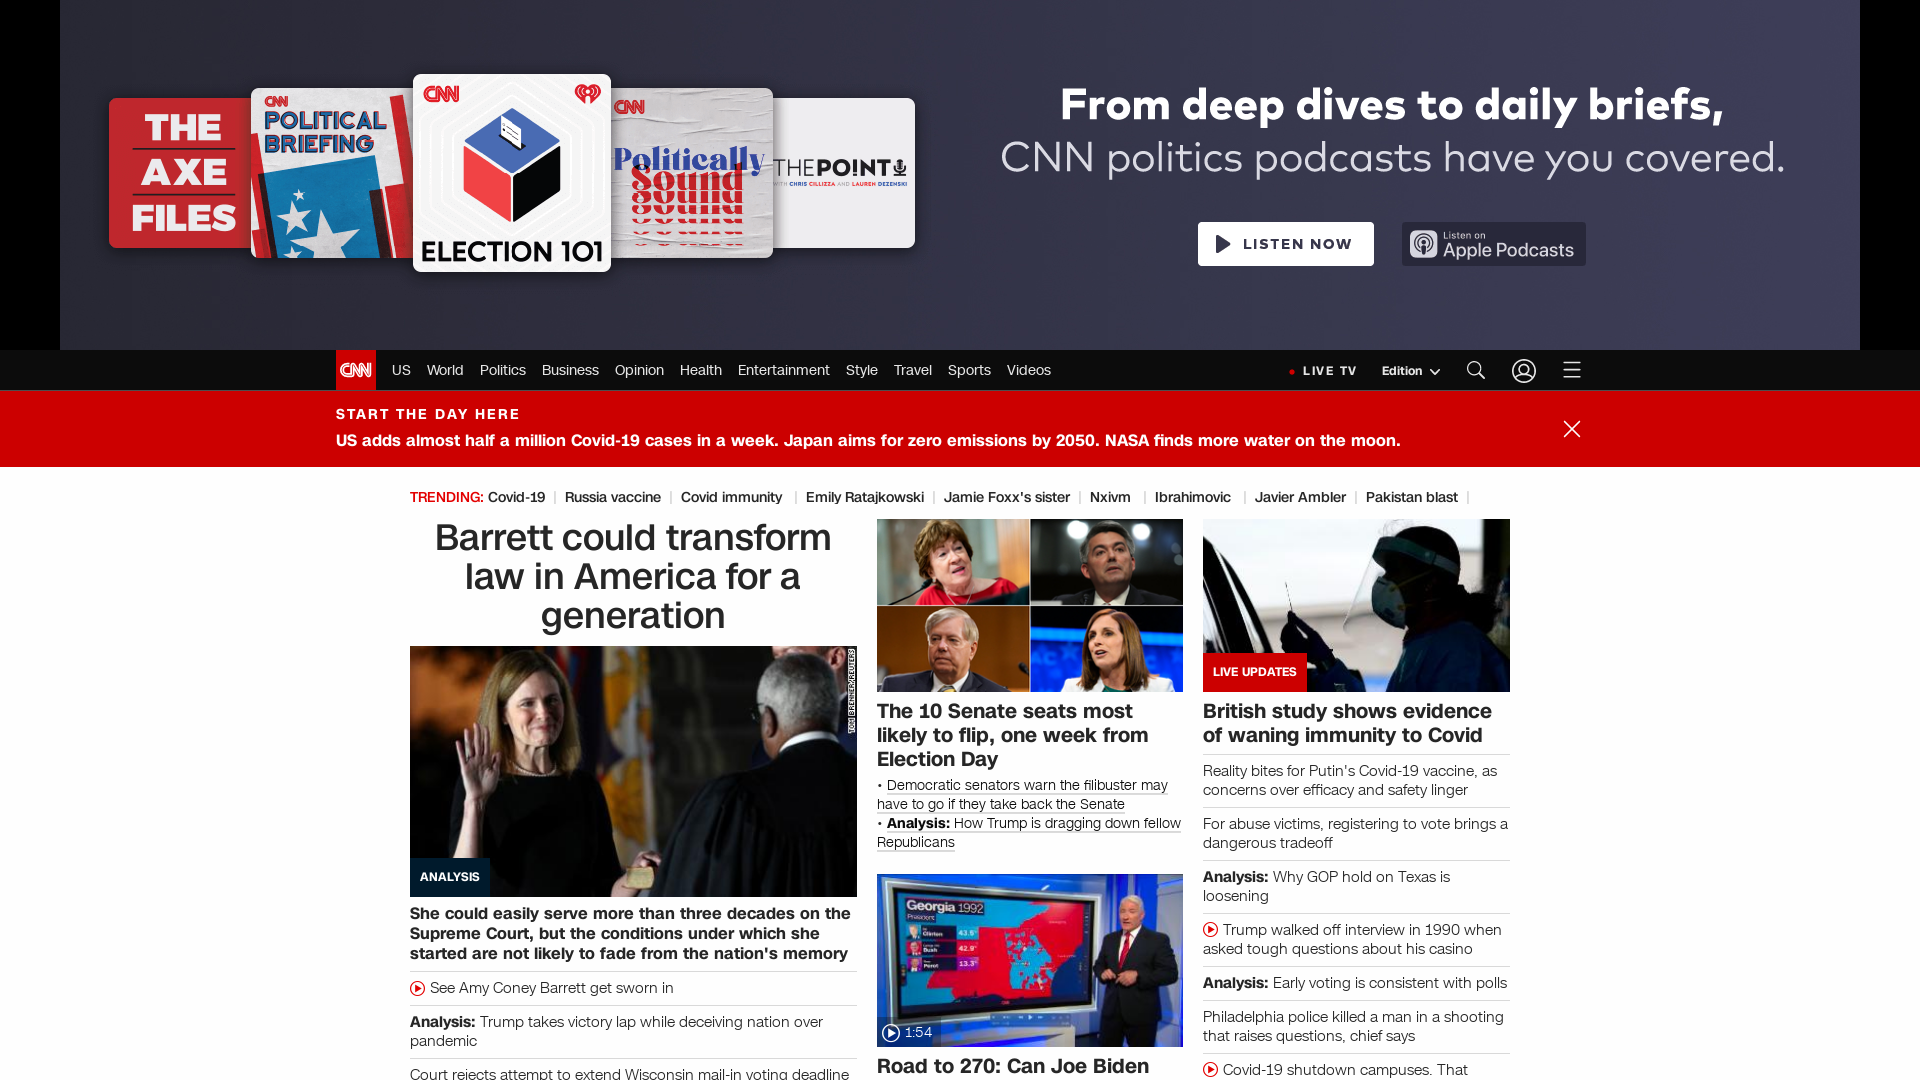 THE
AXE
FILES
CNN
POLITICAL
BRIEFING
CNN
ELECTION 101
CNN
Politically
Sound
sound
sound
THE POINT
WITH CHRIS CILLIZZA AND LAUREN DEZENSKI
From deep dives to daily briefs,
CNN politics podcasts have you covered.
LISTEN NOW
Listen on
Apple Podcasts
CNN
US
World
Politics
Business
Opinion
Health
Entertainment
Style
Travel
Sports
Videos
LIVE TV
Edition
START THE DAY HERE
US adds almost half a million Covid-19 cases in a week. Japan aims for zero emissions by 2050. NASA finds more water on the moon.
TRENDING: Covid-19 | Russia vaccine | Covid immunity | Emily Ratajkowski | Jamie Foxx's sister | Nxivm | Ibrahimovic | Javier Ambler | Pakistan blast |
Barrett could transform
law in America for a
generation
TOM BRENNER/REUTERS
ANALYSIS
She could easily serve more than three decades on the
Supreme Court, but the conditions under which she
started are not likely to fade from the nation's memory
See Amy Coney Barrett get sworn in
Analysis: Trump takes victory lap while deceiving nation over
pandemic
Court rejects attempt to extend Wisconsin mail-in voting deadline
The 10 Senate seats most
likely to flip, one week from
Election Day
• Democratic senators warn the filibuster may
have to go if they take back the Senate
• Analysis: How Trump is dragging down fellow
Republicans
Georgia 1992
President
Clinton 43.5%
Bush 42.9%
Perot 13.3%
1:54
Road to 270: Can Joe Biden
LIVE UPDATES
British study shows evidence
of waning immunity to Covid
Reality bites for Putin's Covid-19 vaccine, as
concerns over efficacy and safety linger
For abuse victims, registering to vote brings a
dangerous tradeoff
Analysis: Why GOP hold on Texas is
loosening
Trump walked off interview in 1990 when
asked tough questions about his casino
Analysis: Early voting is consistent with polls
Philadelphia police killed a man in a shooting
that raises questions, chief says
Covid-19 shutdown campuses. That